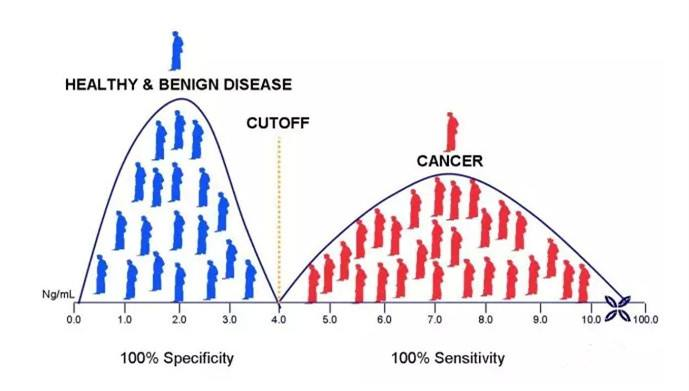 HEALTHY & BENIGN DISEASE
CUTOFF
CANCER
Ng/mL
0.0 1.0 2.0 3.0 4.0 5.0 6.0 7.0 8.0 9.0 10.0 100.0
100% Specificity 100% Sensitivity